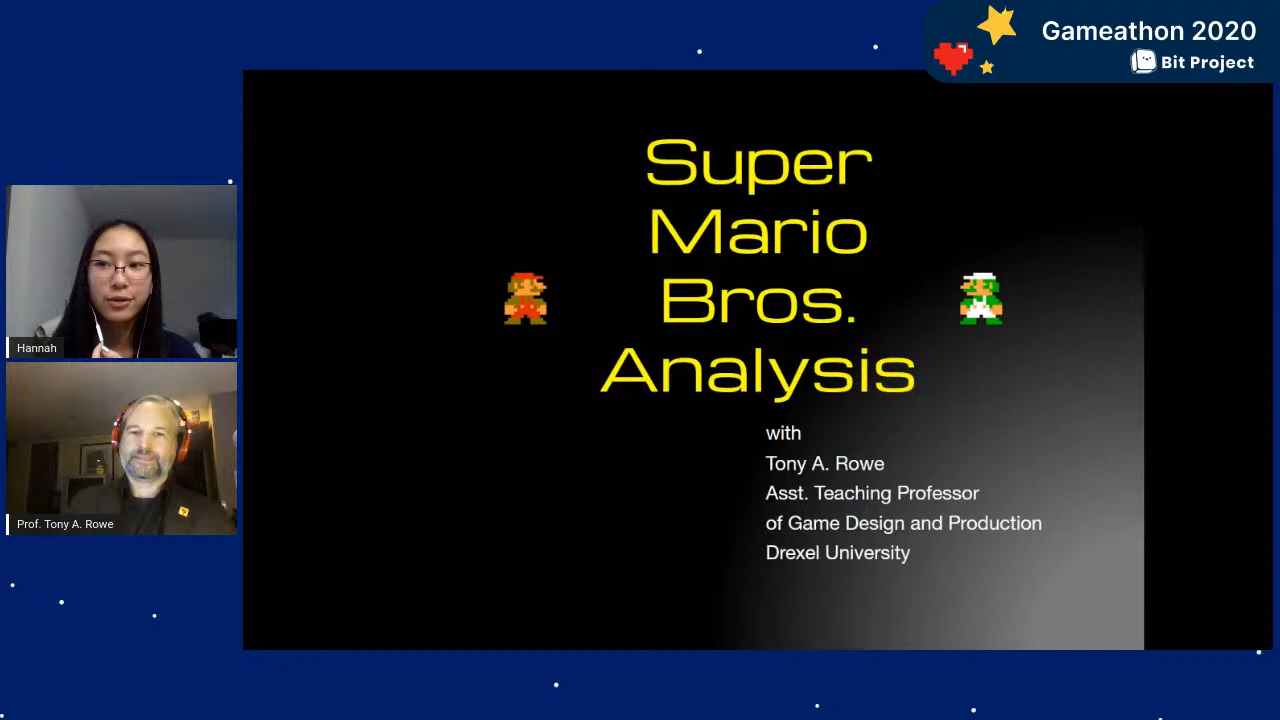 Gameathon 2020
Bit Project
Super
Mario
Bros.
Analysis
with
Tony A. Rowe
Asst. Teaching Professor
of Game Design and Production
Drexel University
Hannah
Prof. Tony A. Rowe